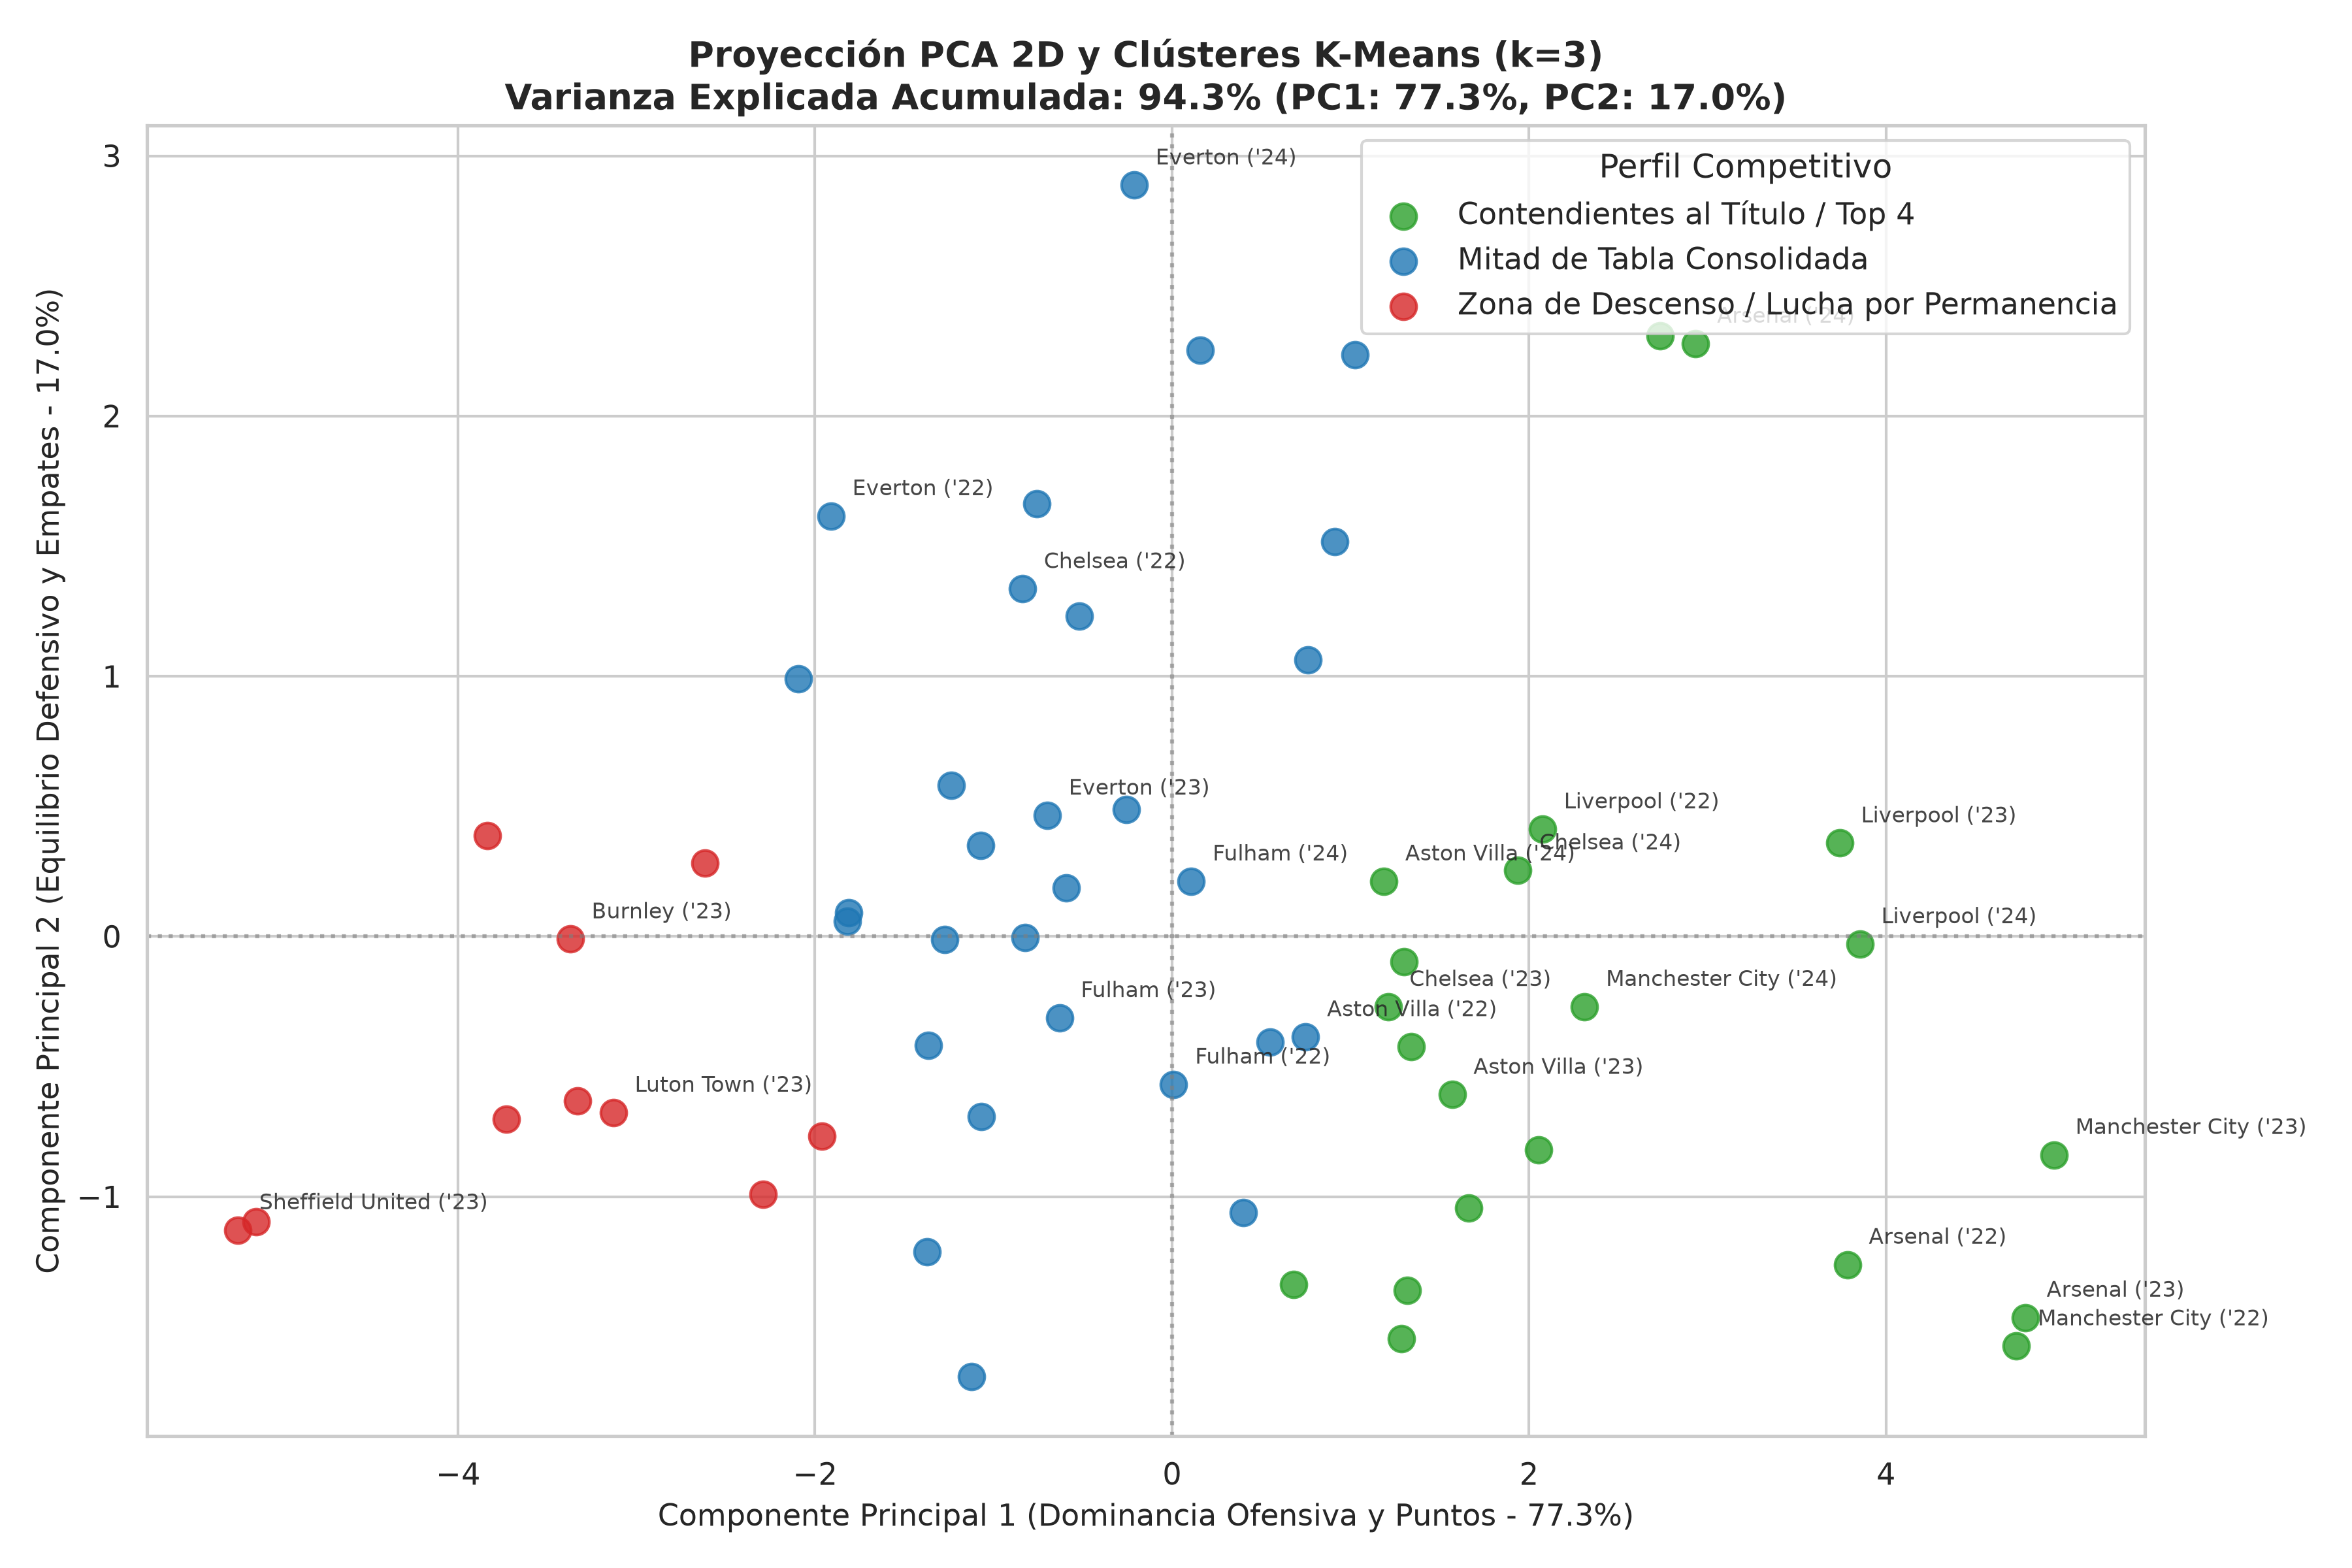 Proyección PCA 2D y Clústeres K-Means (k=3)
Varianza Explicada Acumulada: 94.3% (PC1: 77.3%, PC2: 17.0%)
Perfil Competitivo
Contendientes al Título / Top 4
Mitad de Tabla Consolidada
Zona de Descenso / Lucha por Permanencia
Componente Principal 2 (Equilibrio Defensivo y Empates - 17.0%)
3
2
1
0
−1
Everton ('24)
Arsenal ('24)
Everton ('22)
Chelsea ('22)
Everton ('23)
Liverpool ('22)
Liverpool ('23)
Chelsea ('24)
Fulham ('24)
Aston Villa ('24)
Burnley ('23)
Liverpool ('24)
Chelsea ('23)
Manchester City ('24)
Fulham ('23)
Aston Villa ('22)
Fulham ('22)
Aston Villa ('23)
Luton Town ('23)
Manchester City ('23)
Sheffield United ('23)
Arsenal ('22)
Arsenal ('23)
Manchester City ('22)
−4
−2
0
2
4
Componente Principal 1 (Dominancia Ofensiva y Puntos - 77.3%)